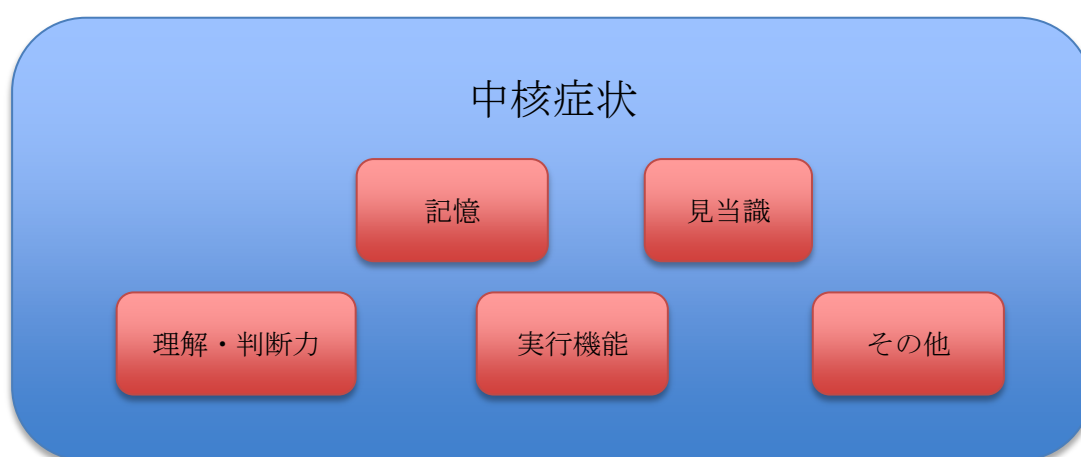 中核症状
記憶
見当識
理解・判断力
実行機能
その他